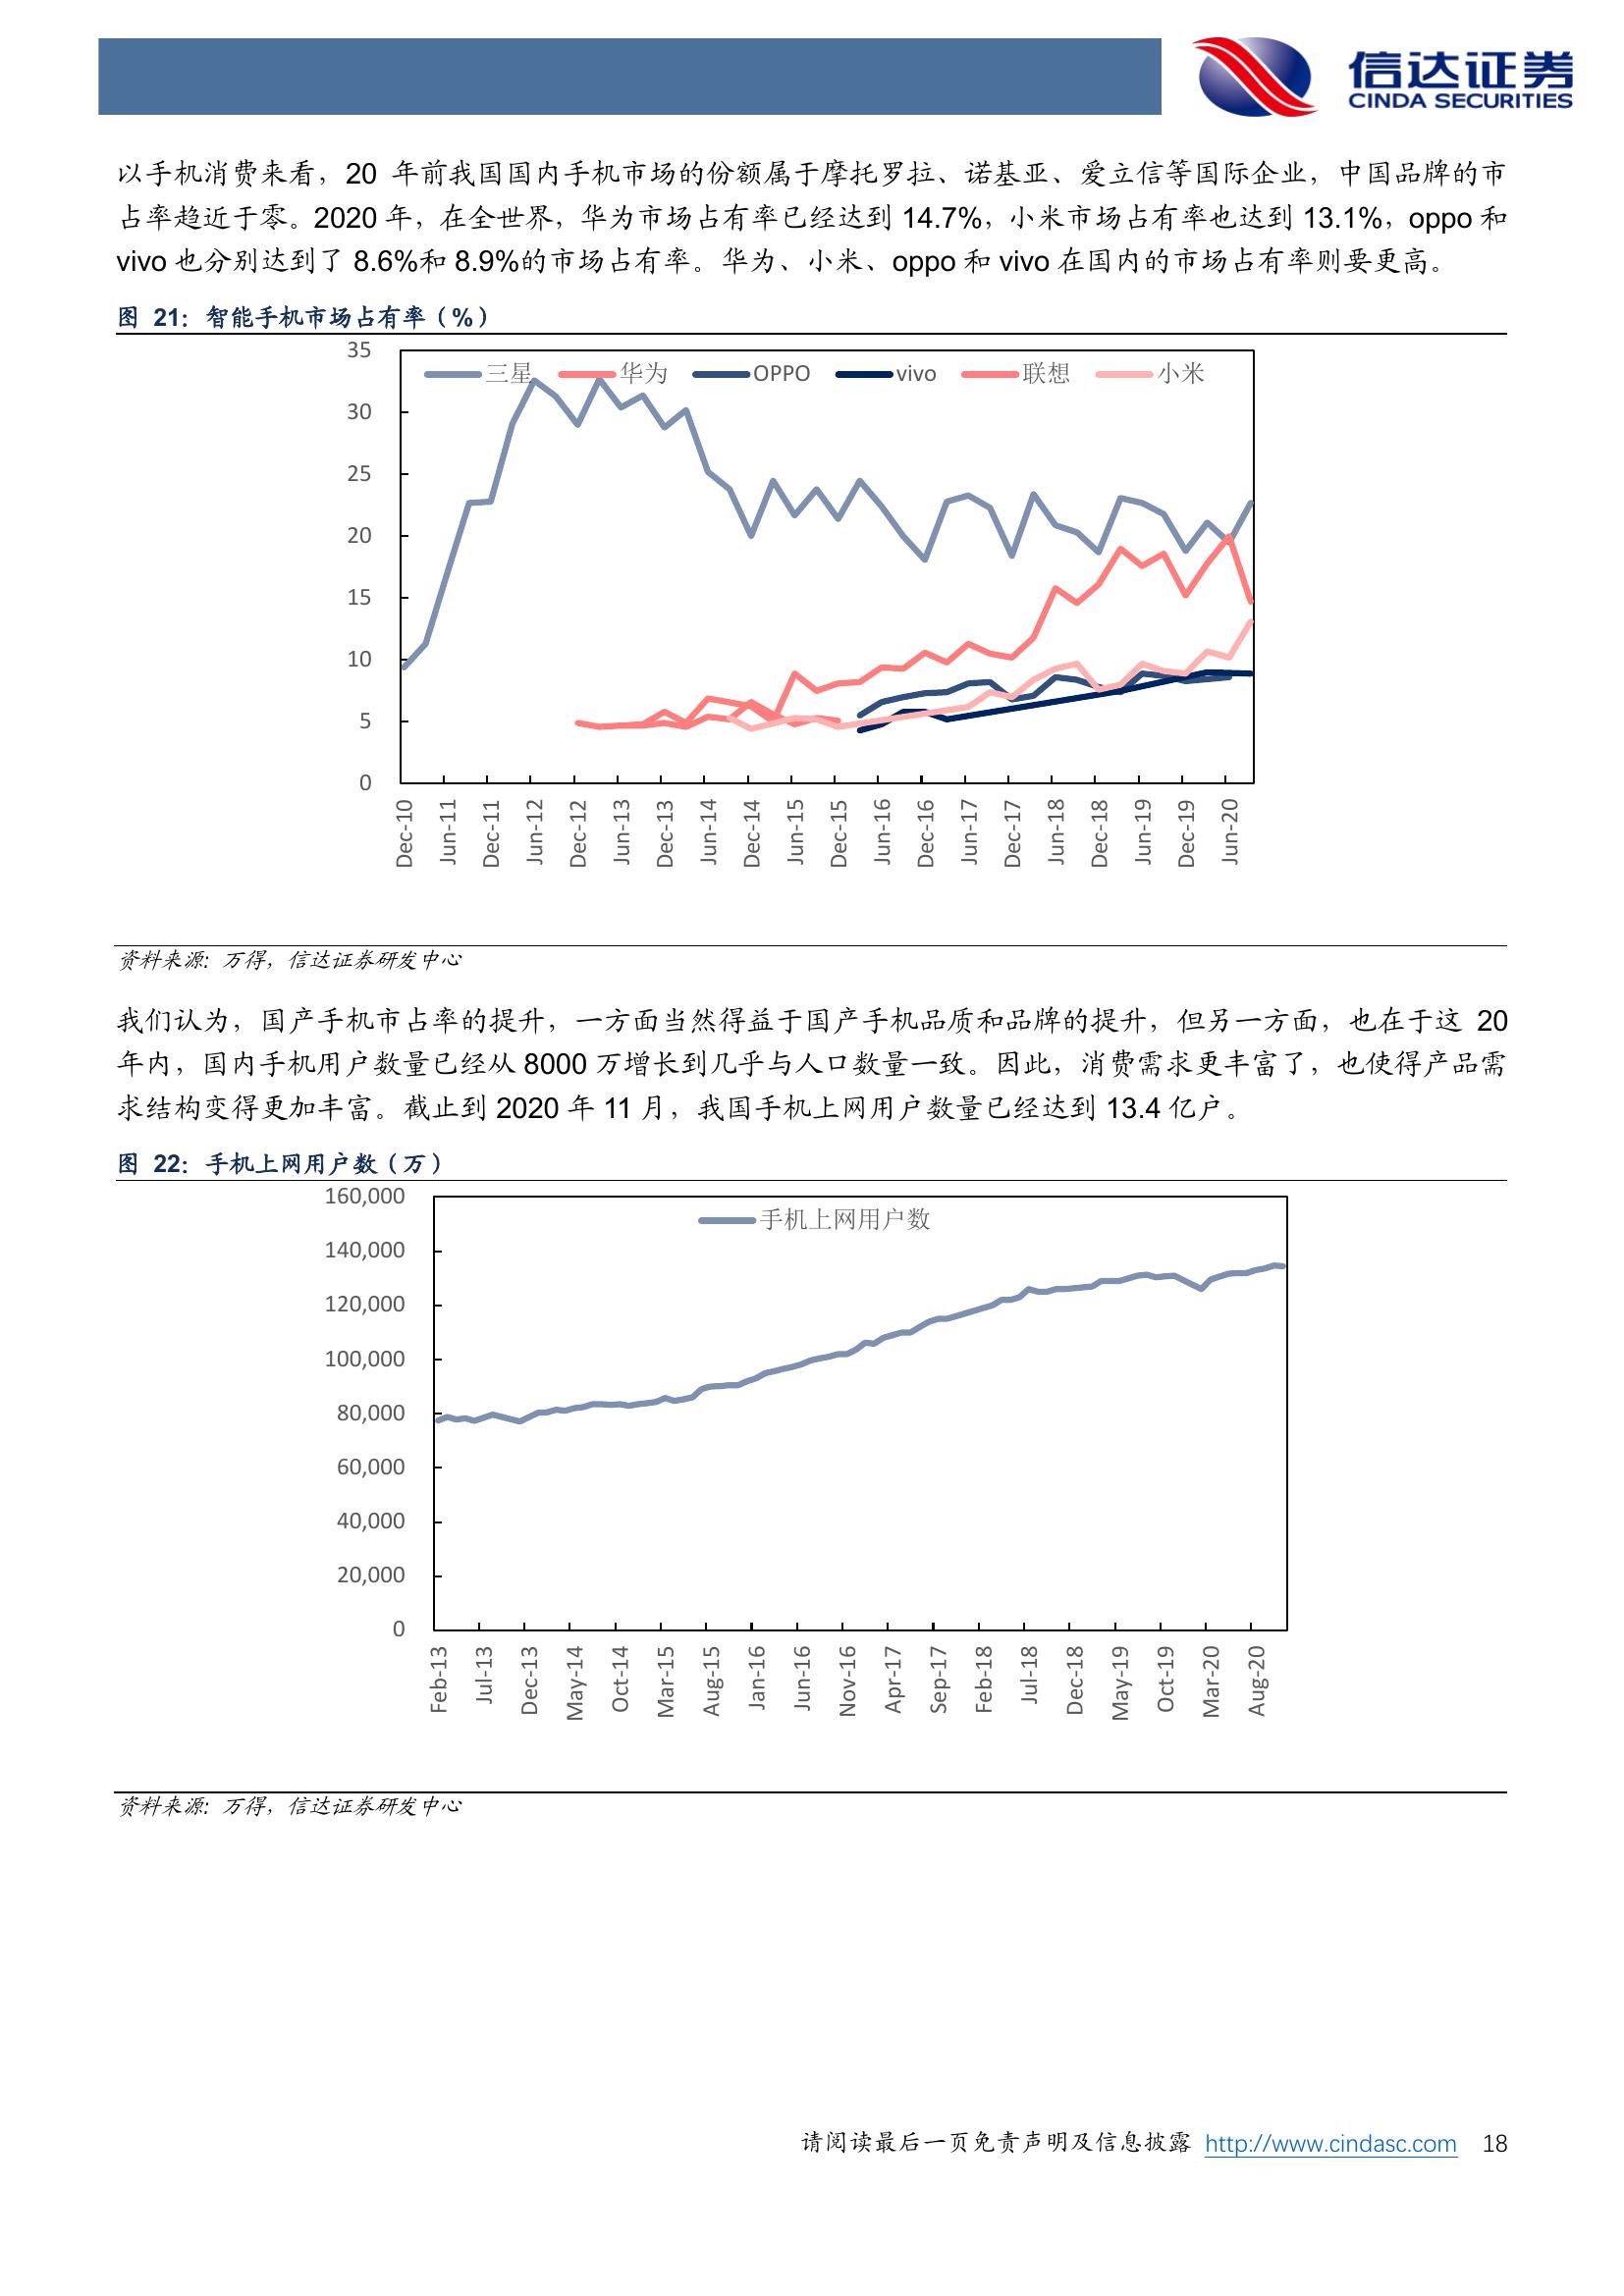 信达证券
CINDA SECURITIES
以手机消费来看，20 年前我国国内手机市场的份额属于摩托罗拉、诺基亚、爱立信等国际企业，中国品牌的市
占率趋近于零。2020 年，在全世界，华为市场占有率已经达到 14.7%，小米市场占有率也达到 13.1%，oppo 和
vivo 也分别达到了 8.6%和 8.9%的市场占有率。华为、小米、oppo 和 vivo 在国内的市场占有率则要更高。
图 21：智能手机市场占有率（%）
三星 华为 OPPO vivo 联想 小米
35
30
25
20
15
10
5
0
Dec-10 Jun-11 Dec-11 Jun-12 Dec-12 Jun-13 Dec-13 Jun-14 Dec-14 Jun-15 Dec-15 Jun-16 Dec-16 Jun-17 Dec-17 Jun-18 Dec-18 Jun-19 Dec-19 Jun-20
资料来源：万得，信达证券研发中心
我们认为，国产手机市占率的提升，一方面当然得益于国产手机品质和品牌的提升，但另一方面，也在于这 20
年内，国内手机用户数量已经从 8000 万增长到几乎与人口数量一致。因此，消费需求更丰富了，也使得产品需
求结构变得更加丰富。截止到 2020 年 11 月，我国手机上网用户数量已经达到 13.4 亿户。
图 22：手机上网用户数（万）
手机上网用户数
160,000
140,000
120,000
100,000
80,000
60,000
40,000
20,000
0
Feb-13 Jul-13 Dec-13 May-14 Oct-14 Mar-15 Aug-15 Jan-16 Jun-16 Nov-16 Apr-17 Sep-17 Feb-18 Jul-18 Dec-18 May-19 Oct-19 Mar-20 Aug-20
资料来源：万得，信达证券研发中心
请阅读最后一页免责声明及信息披露 http://www.cindasc.com 18